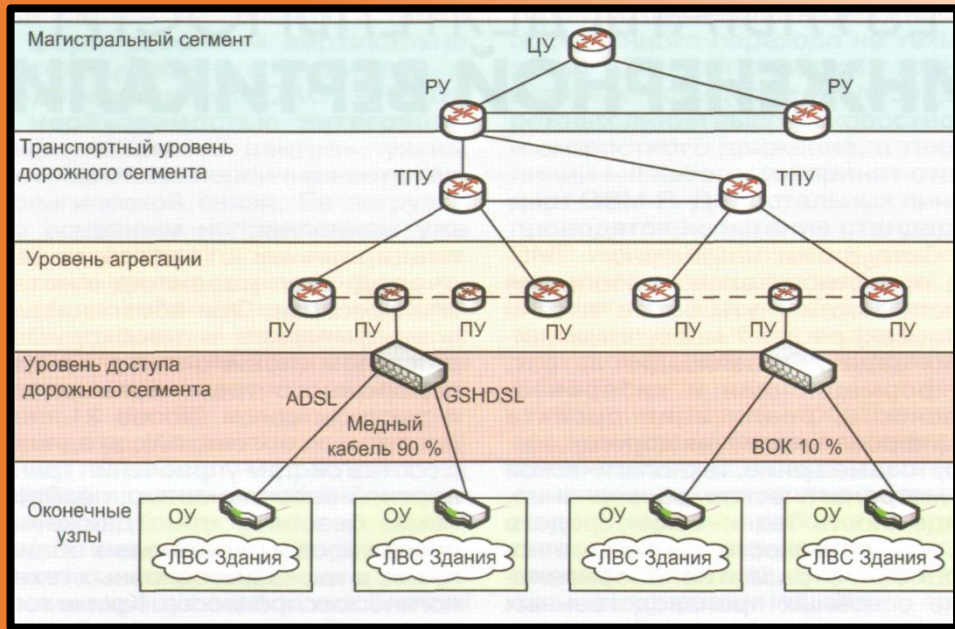 Магистральный сегмент
ЦУ
РУ
РУ
Транспортный уровень
дорожного сегмента
ТПУ
ТПУ
Уровень агрегации
ПУ
ПУ
ПУ
ПУ
ПУ
ПУ
ПУ
Уровень доступа
дорожного сегмента
ADSL
GSHDSL
Медный
кабель 90 %
ВОК 10 %
Оконечные
узлы
ОУ
ОУ
ОУ
ОУ
ЛВС Здания
ЛВС Здания
ЛВС Здания
ЛВС Здания